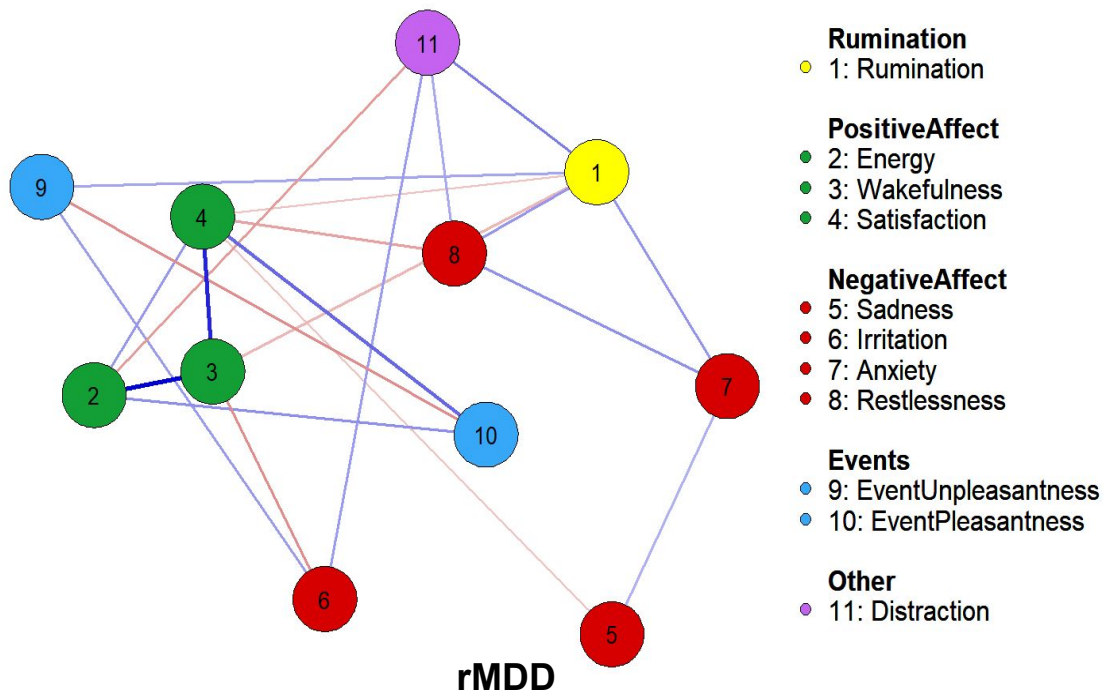 11
9
4
1
8
3
2
7
10
6
5
rMDD
Rumination
1: Rumination
PositiveAffect
2: Energy
3: Wakefulness
4: Satisfaction
NegativeAffect
5: Sadness
6: Irritation
7: Anxiety
8: Restlessness
Events
9: EventUnpleasantness
10: EventPleasantness
Other
11: Distraction